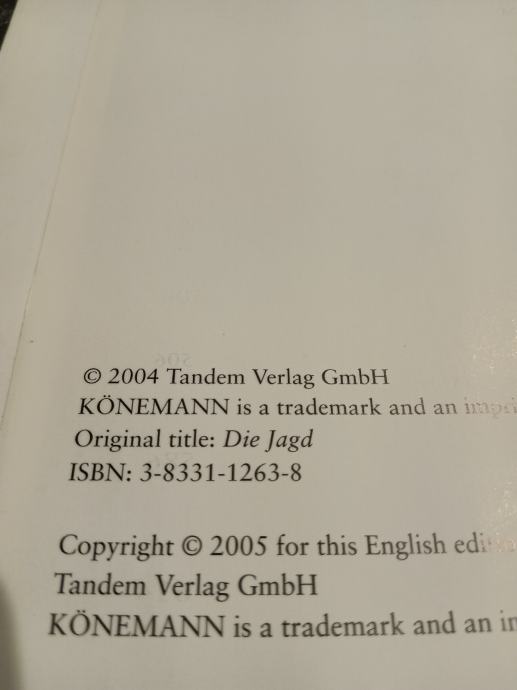 © 2004 Tandem Verlag GmbH
KÖNEMANN is a trademark and an
Original title: Die Jagd
ISBN: 3-8331-1263-8
Copyright © 2005 for this English
Tandem Verlag GmbH
KÖNEMANN is a trademark and an